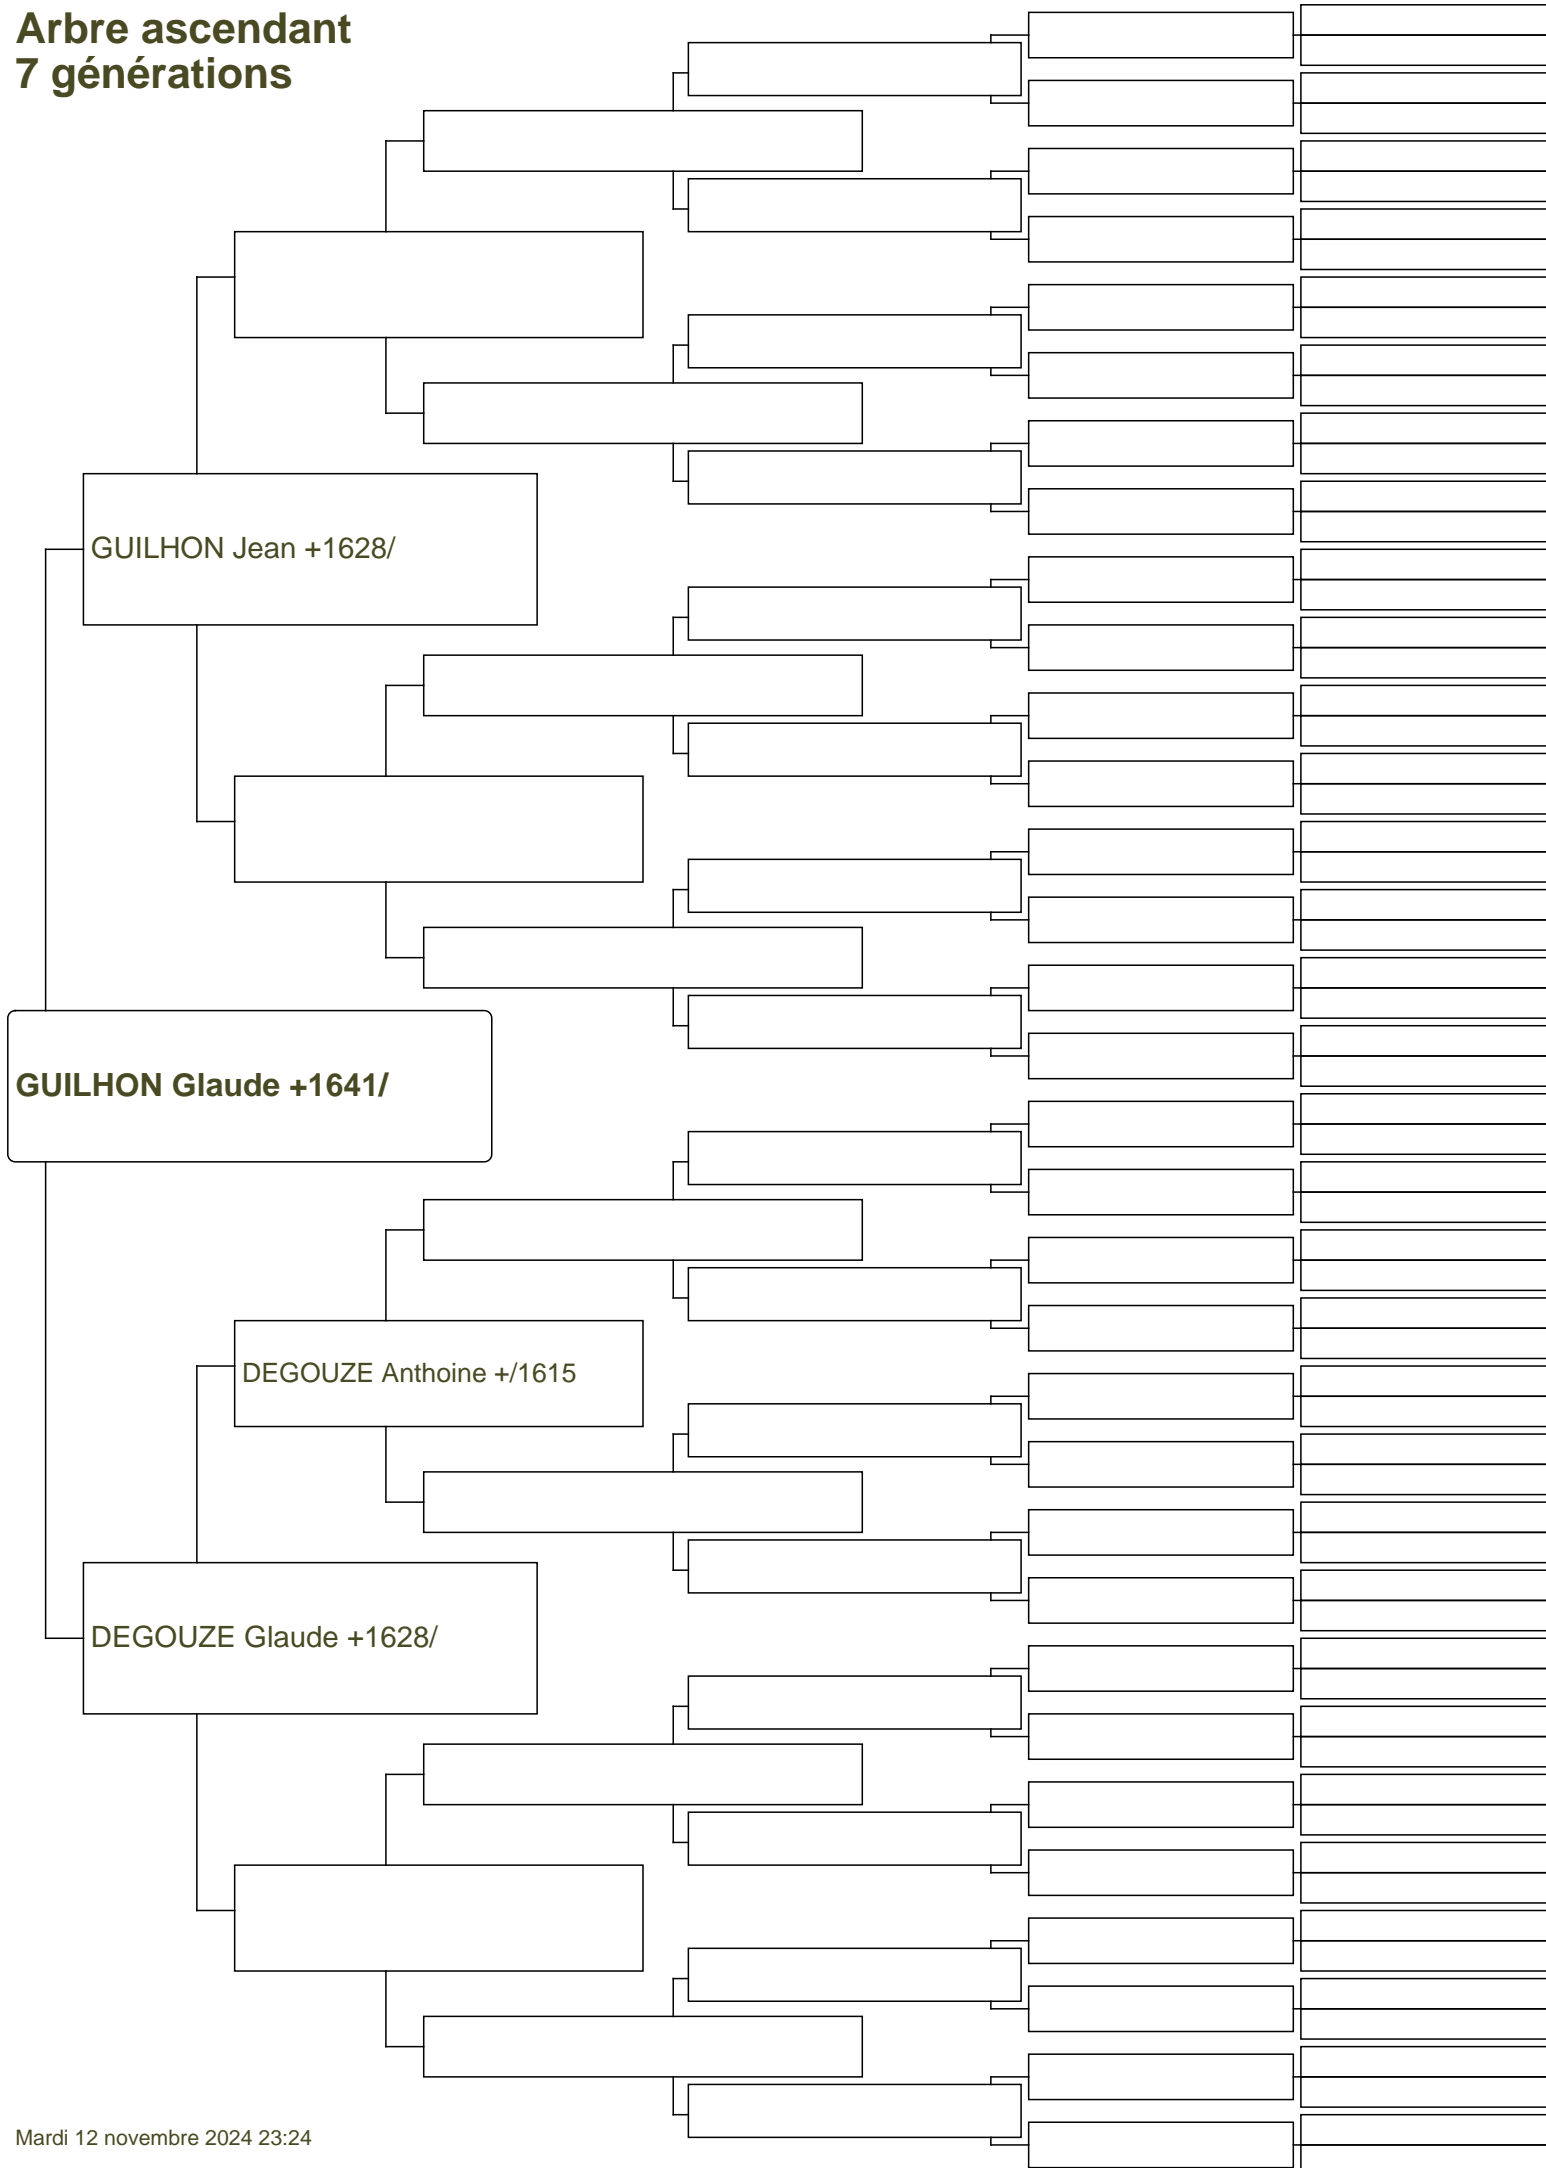 Arbre ascendant
7 générations
GUILHON Jean +1628/
GUILHON Glaude +1641/
DEGOUZE Anthoine +/1615
DEGOUZE Glaude +1628/
Mardi 12 novembre 2024 23:24